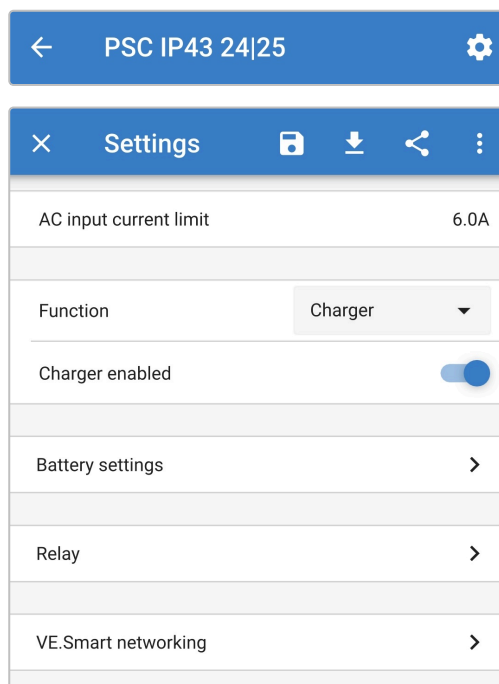 PSC IP43 24|25
Settings
AC input current limit 6.0A
Function Charger
Charger enabled
Battery settings
Relay
VE.Smart networking